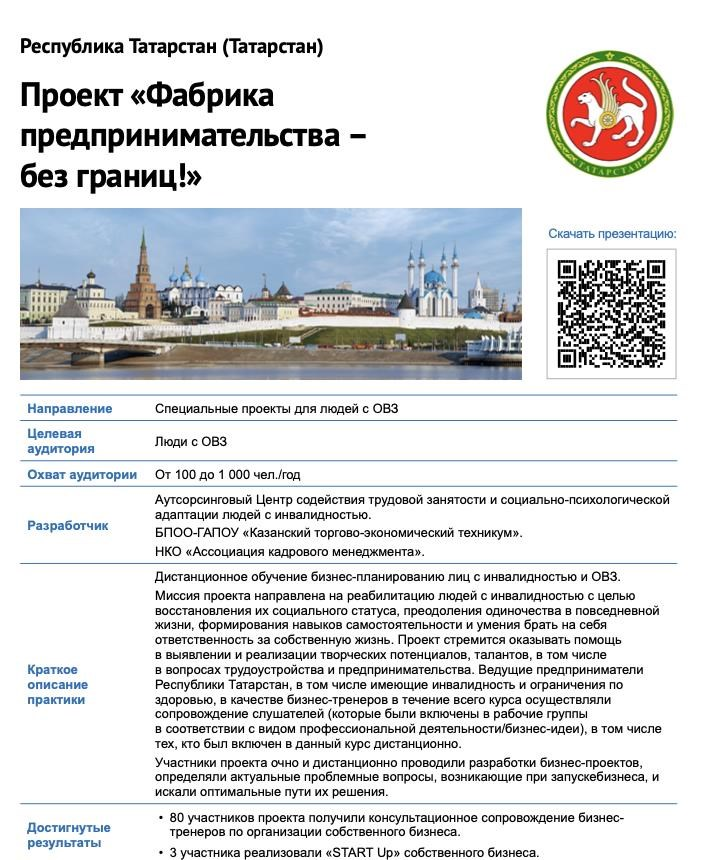 Республика Татарстан (Татарстан)
Проект «Фабрика
предпринимательства –
без границ!»
ТАТАРСТАН
Скачать презентацию:
Направление
Специальные проекты для людей с ОВЗ
Целевая
аудитория
Люди с ОВЗ
Охват аудитории
От 100 до 1 000 чел./год
Разработчик
Аутсорсинговый Центр содействия трудовой занятости и социально-психологической
адаптации людей с инвалидностью.
БПОО-ГАПОУ «Казанский торгово-экономический техникум».
НКО «Ассоциация кадрового менеджмента».
Краткое
описание
практики
Дистанционное обучение бизнес-планированию лиц с инвалидностью и ОВЗ.
Миссия проекта направлена на реабилитацию людей с инвалидностью с целью
восстановления их социального статуса, преодоления одиночества в повседневной
жизни, формирования навыков самостоятельности и умения брать на себя
ответственность за собственную жизнь. Проект стремится оказывать помощь
в выявлении и реализации творческих потенциалов, талантов, в том числе
в вопросах трудоустройства и предпринимательства. Ведущие предприниматели
Республики Татарстан, в том числе имеющие инвалидность и ограничения по
здоровью, в качестве бизнес-тренеров в течение всего курса осуществляли
сопровождение слушателей (которые были включены в рабочие группы
в соответствии с видом профессиональной деятельности/бизнес-идеи), в том числе
тех, кто был включен в данный курс дистанционно.
Участники проекта очно и дистанционно проводили разработки бизнес-проектов,
определяли актуальные проблемные вопросы, возникающие при запускебизнеса, и
искали оптимальные пути их решения.
Достигнутые
результаты
• 80 участников проекта получили консультационное сопровождение бизнес-
тренеров по организации собственного бизнеса.
• 3 участника реализовали «START Up» собственного бизнеса.